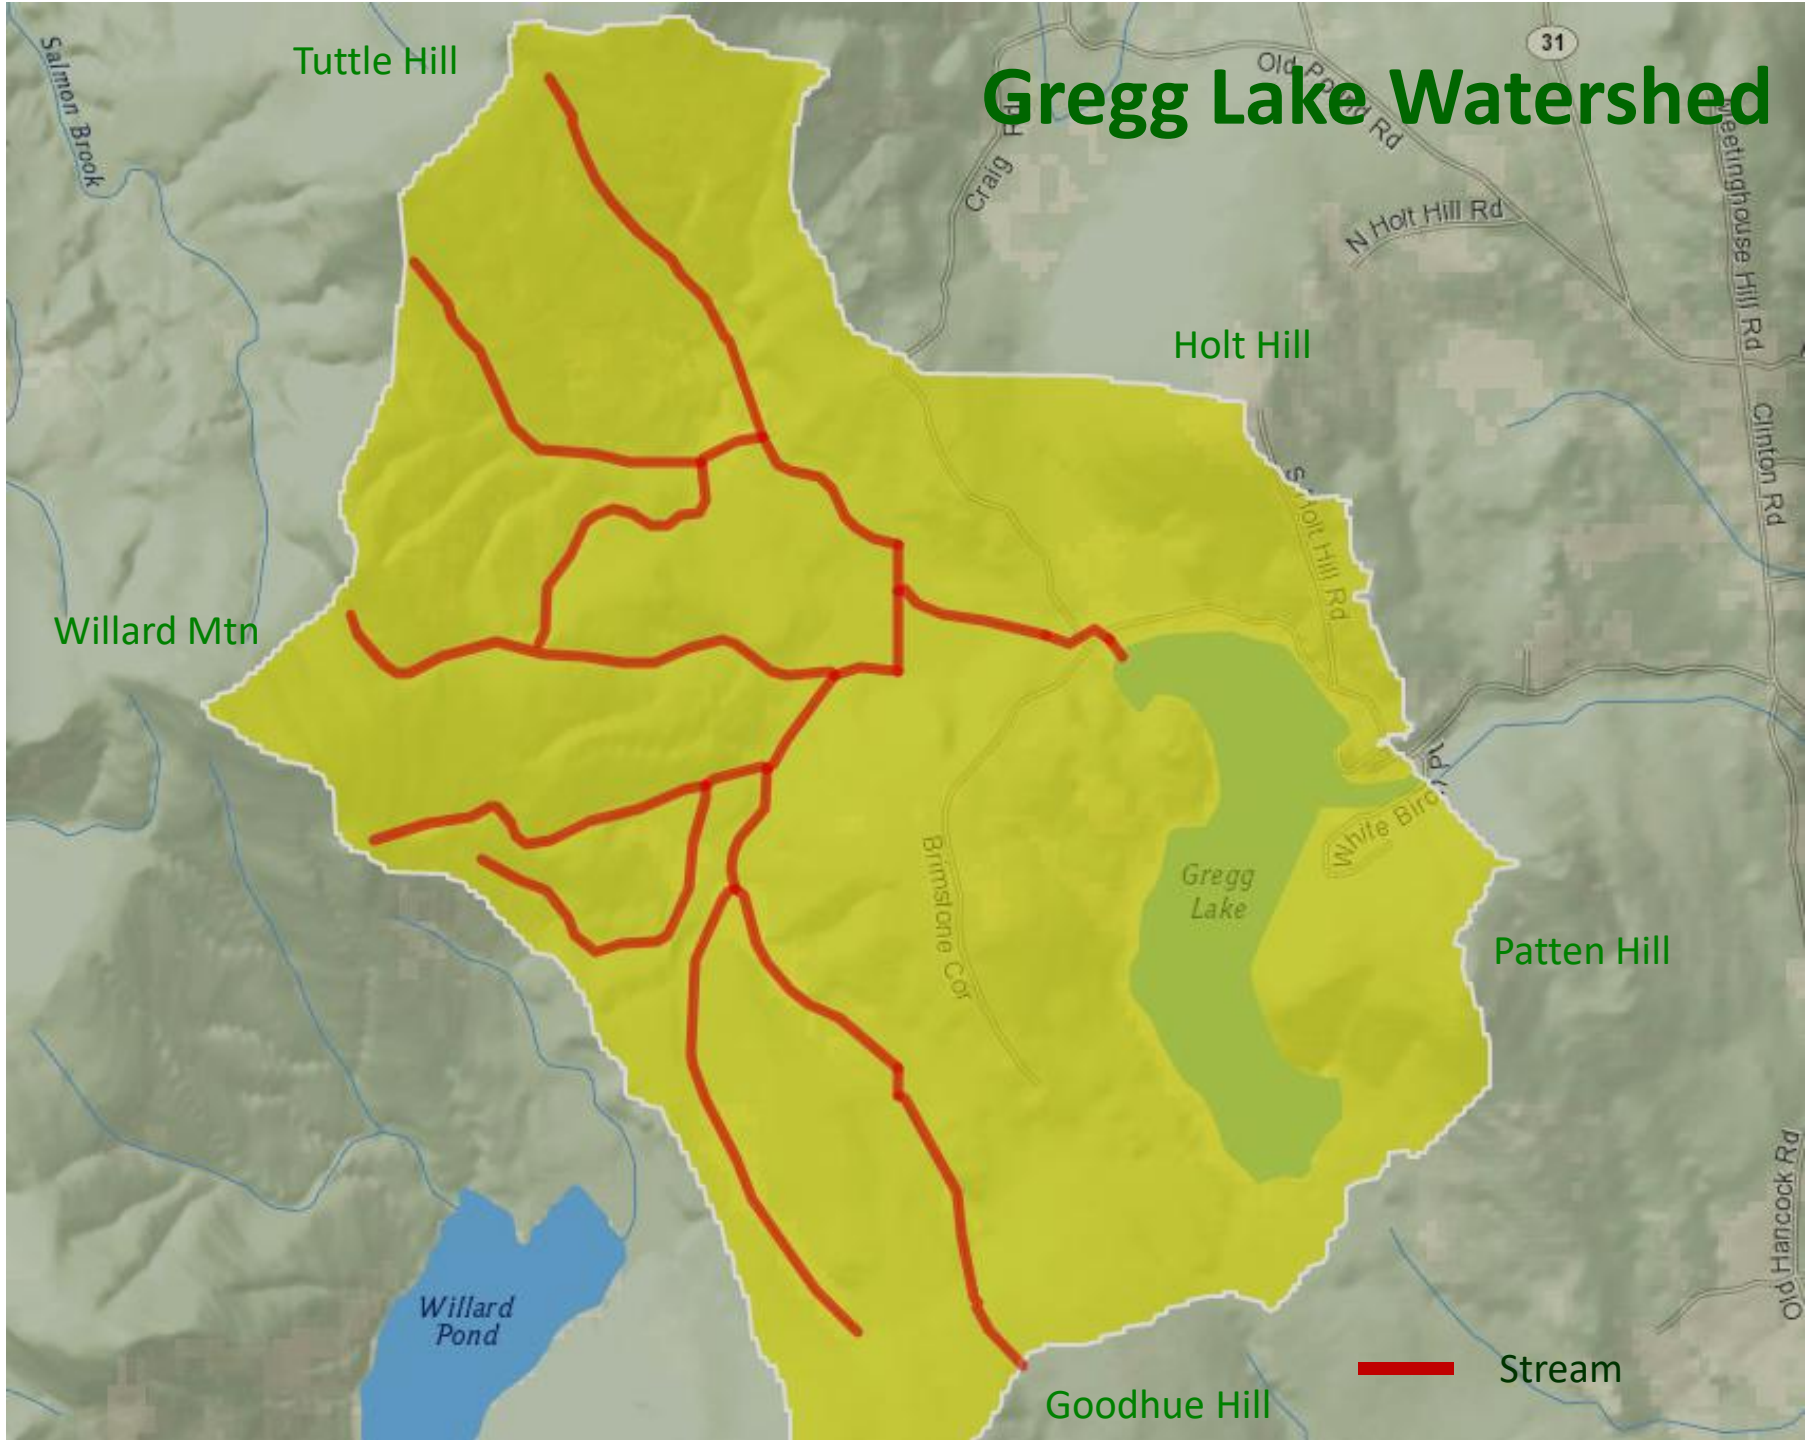 Gregg Lake Watershed
Tuttle Hill
Salmon Brook
31
Old Pound Rd
Craig Rd
Meetinghouse Hill Rd
N Holt Hill Rd
Holt Hill
Clinton Rd
S Holt Hill Rd
Willard Mtn
White Birch
Brimstone Cor
Gregg
Lake
Patten Hill
Old Hancock Rd
Willard
Pond
Stream
Goodhue Hill